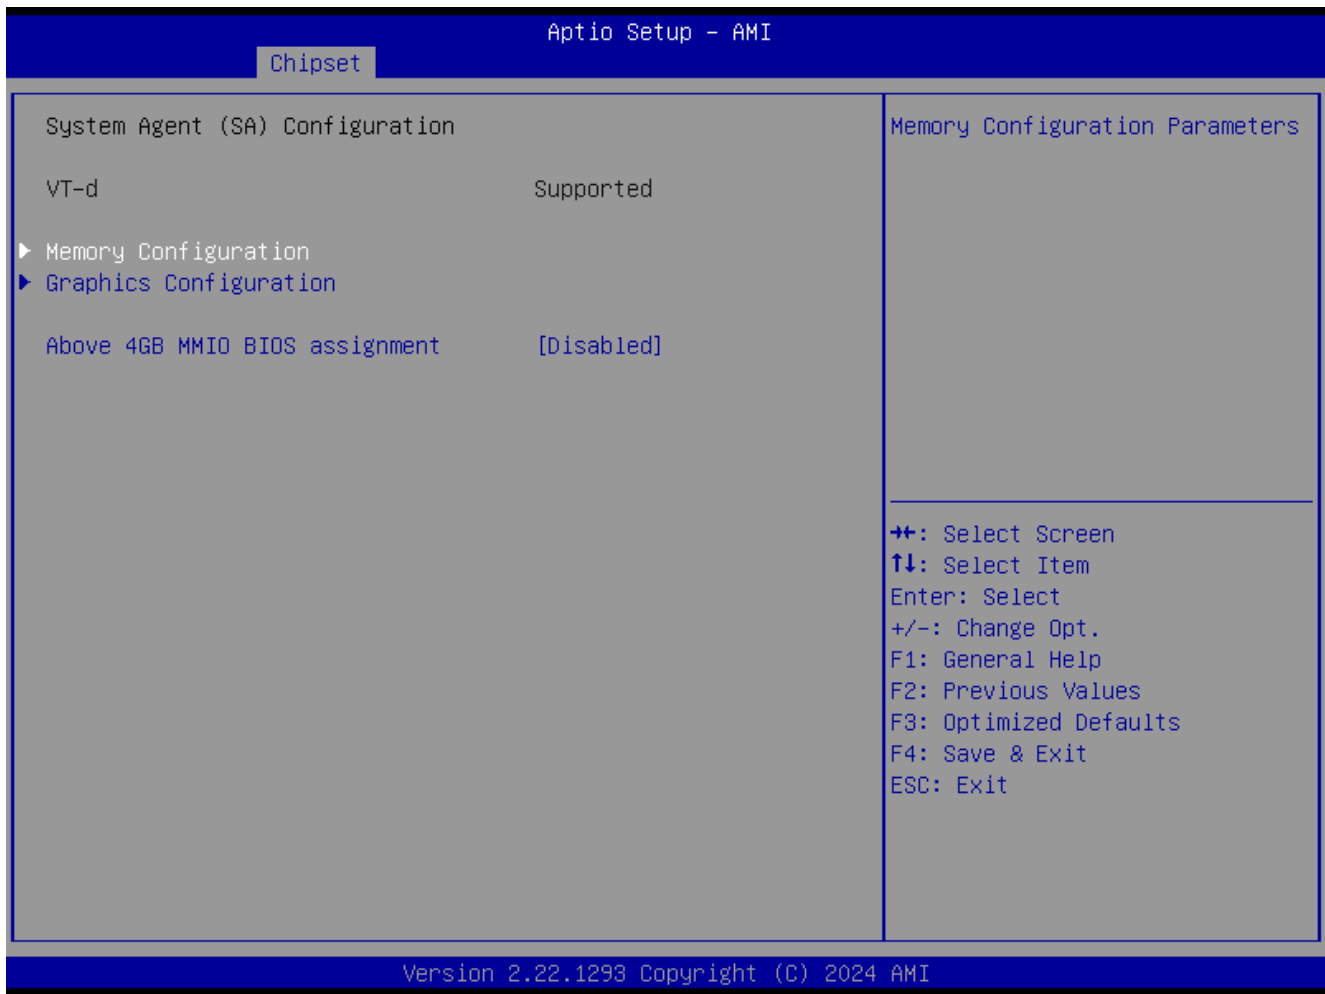 Aptio Setup – AMI
Chipset
System Agent (SA) Configuration
VT-d Supported
Memory Configuration
Graphics Configuration
Above 4GB MMIO BIOS assignment [Disabled]
Memory Configuration Parameters
→←: Select Screen
↑↓: Select Item
Enter: Select
+/-: Change Opt.
F1: General Help
F2: Previous Values
F3: Optimized Defaults
F4: Save & Exit
ESC: Exit
Version 2.22.1293 Copyright (C) 2024 AMI